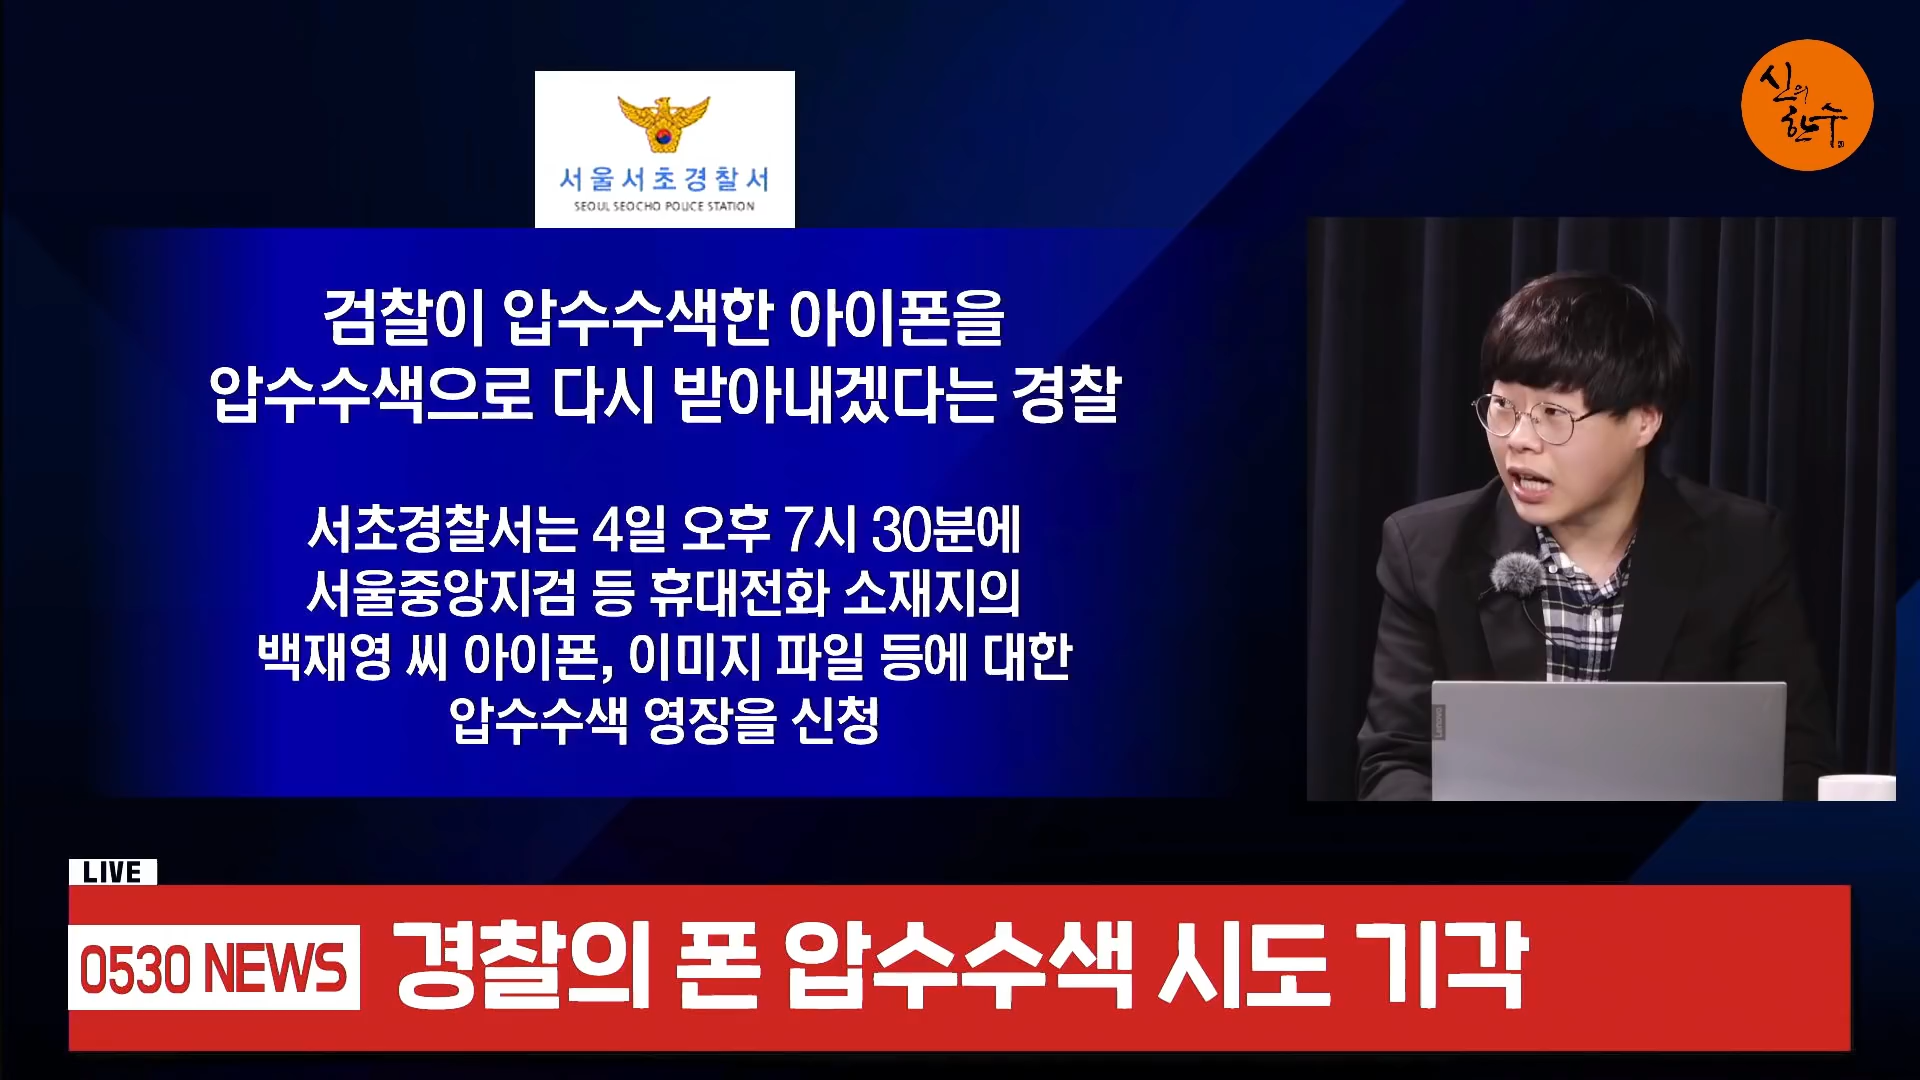 신의
한수
서울서초경찰서
SEOUL SEOCHO POLICE STATION
검찰이 압수수색한 아이폰을
압수수색으로 다시 받아내겠다는 경찰
서초경찰서는 4일 오후 7시 30분에
서울중앙지검 등 휴대전화 소재지의
백재영 씨 아이폰, 이미지 파일 등에 대한
압수수색 영장을 신청
Lenovo
LIVE
0530 NEWS
경찰의 폰 압수수색 시도 기각